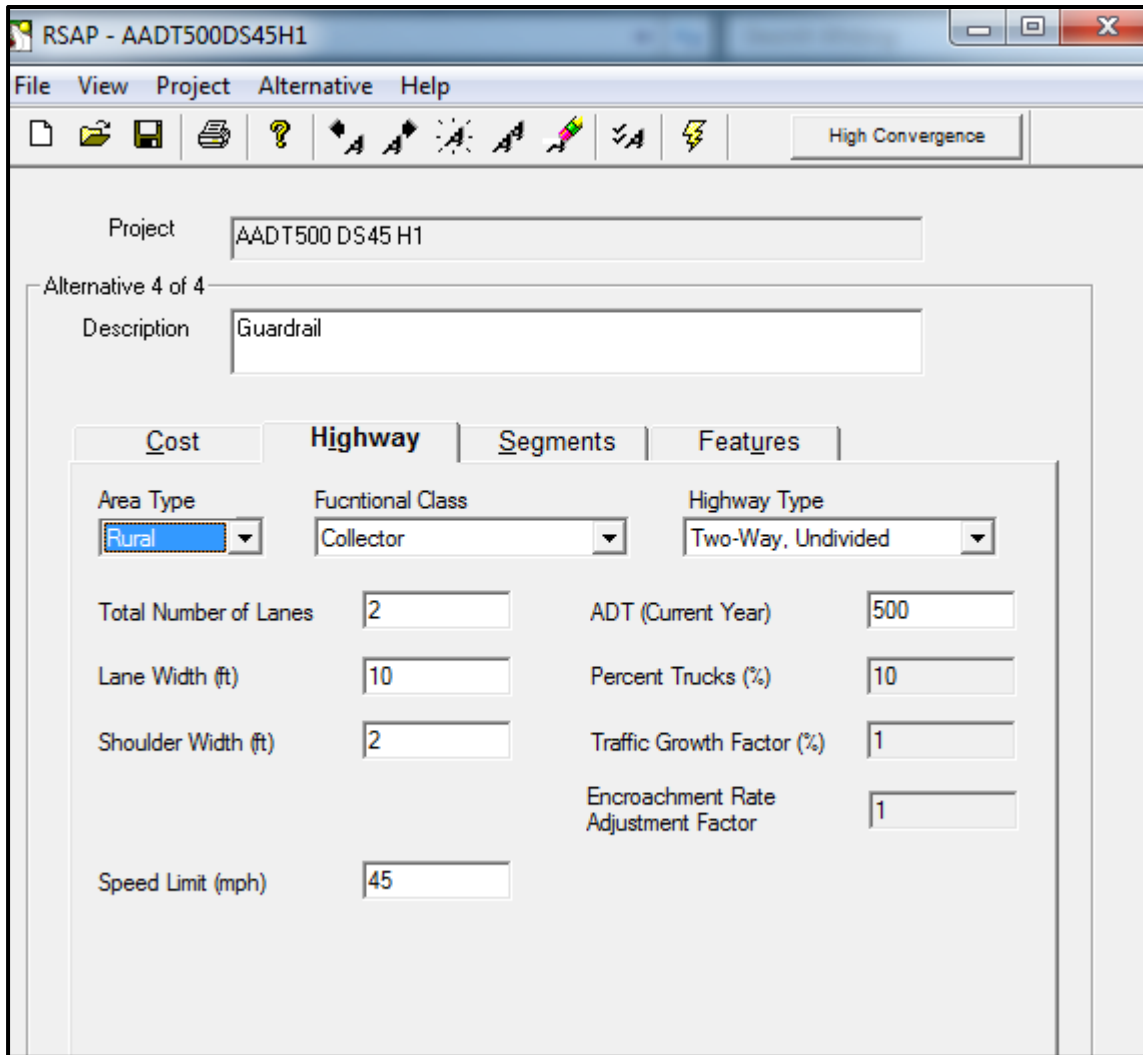 RSAP - AADT500DS45H1
File View Project Alternative Help
High Convergence
Project AADT500 DS45 H1
Alternative 4 of 4
Description Guardrail
Cost Highway Segments Features
Area Type Fucntional Class Highway Type
Rural Collector Two-Way, Undivided
Total Number of Lanes 2 ADT (Current Year) 500
Lane Width (ft) 10 Percent Trucks (%) 10
Shoulder Width (ft) 2 Traffic Growth Factor (%) 1
Encroachment Rate
Adjustment Factor 1
Speed Limit (mph) 45